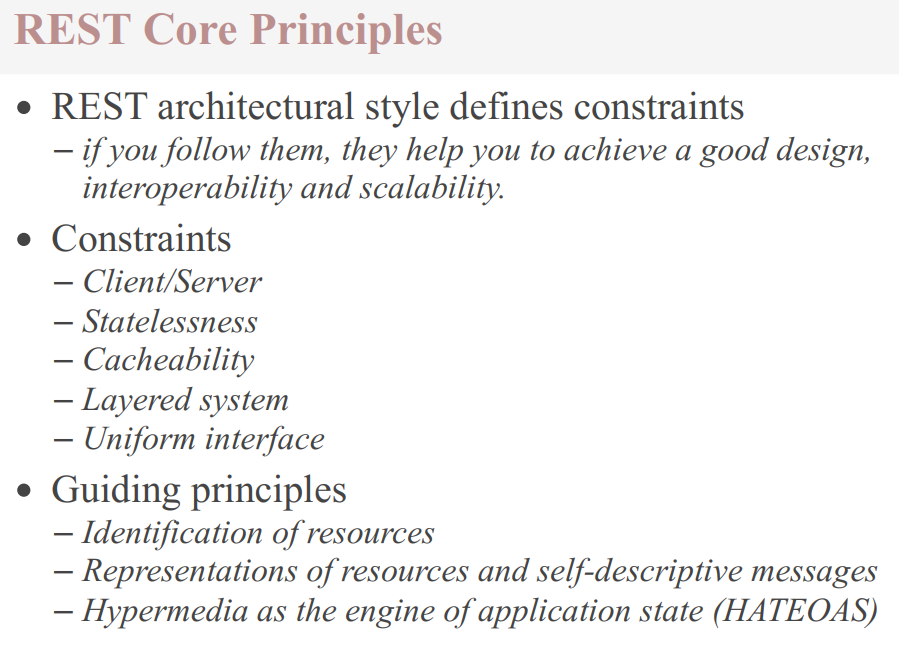 REST Core Principles
• REST architectural style defines constraints
– if you follow them, they help you to achieve a good design,
interoperability and scalability.
• Constraints
– Client/Server
– Statelessness
– Cacheability
– Layered system
– Uniform interface
• Guiding principles
– Identification of resources
– Representations of resources and self-descriptive messages
– Hypermedia as the engine of application state (HATEOAS)